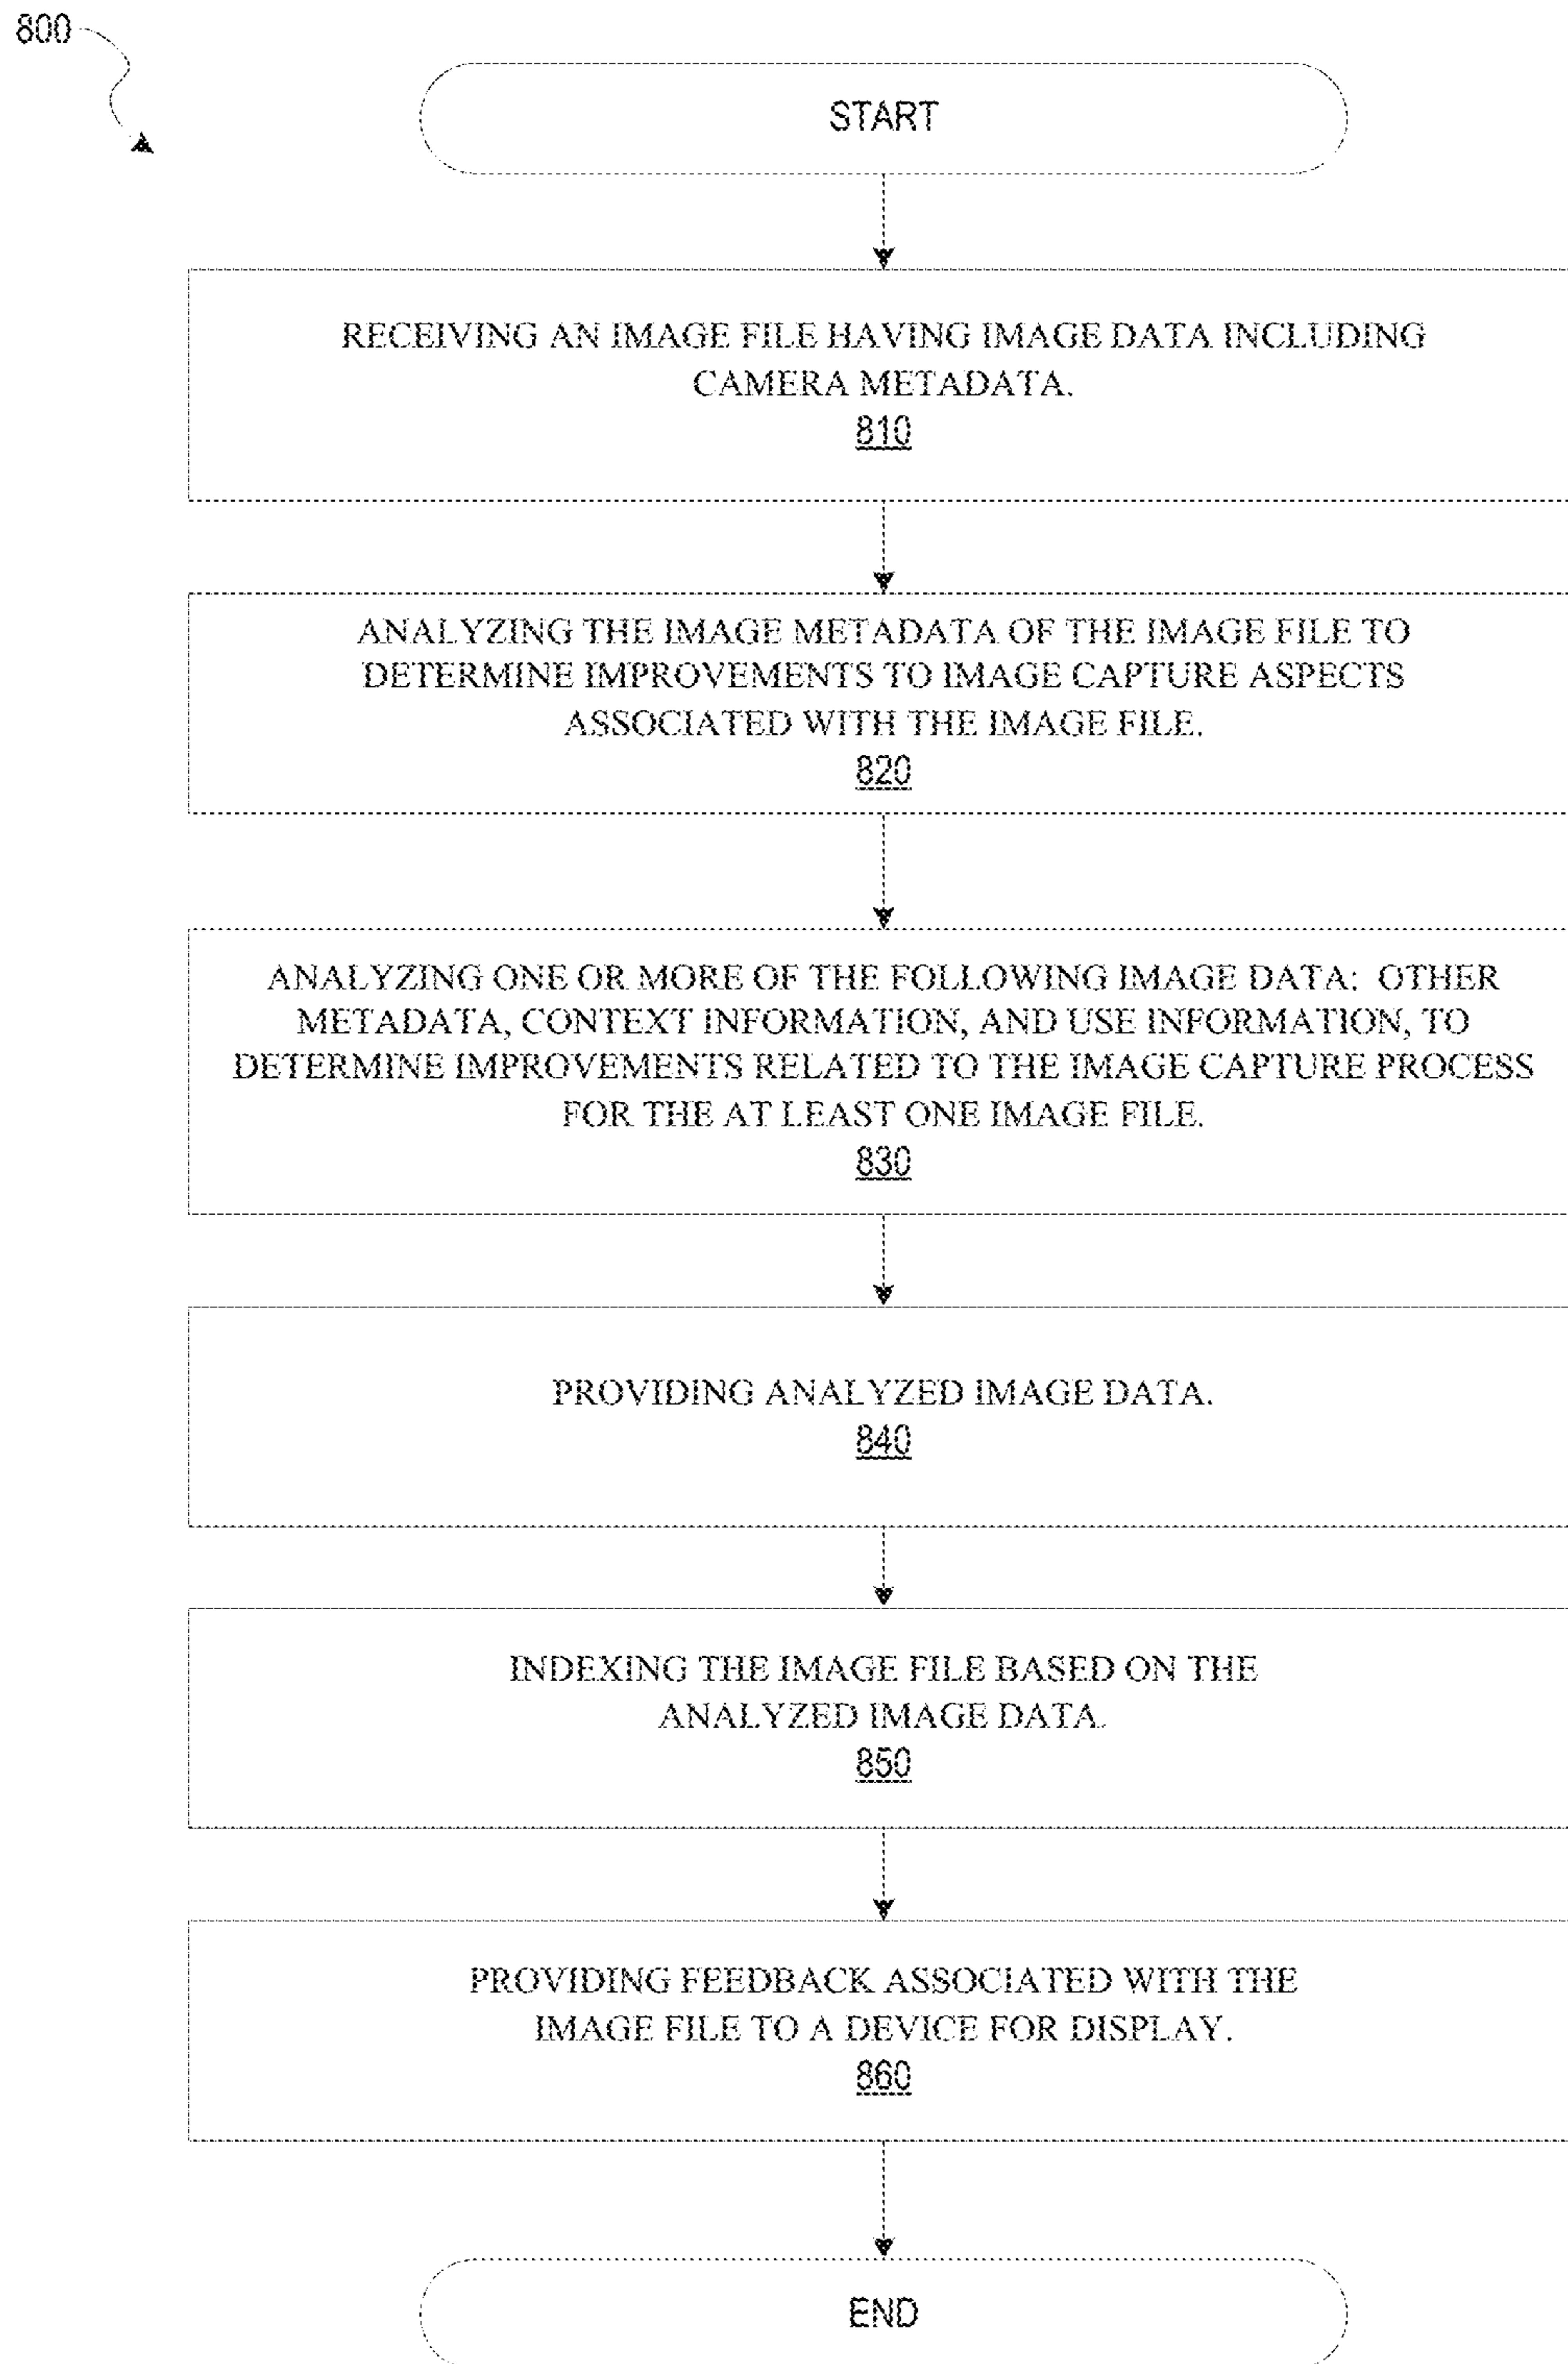 800
START
RECEIVING AN IMAGE FILE HAVING IMAGE DATA INCLUDING
CAMERA METADATA.
810
ANALYZING THE IMAGE METADATA OF THE IMAGE FILE TO
DETERMINE IMPROVEMENTS TO IMAGE CAPTURE ASPECTS
ASSOCIATED WITH THE IMAGE FILE.
820
ANALYZING ONE OR MORE OF THE FOLLOWING IMAGE DATA: OTHER
METADATA, CONTEXT INFORMATION, AND USE INFORMATION, TO
DETERMINE IMPROVEMENTS RELATED TO THE IMAGE CAPTURE PROCESS
FOR THE AT LEAST ONE IMAGE FILE.
830
PROVIDING ANALYZED IMAGE DATA.
840
INDEXING THE IMAGE FILE BASED ON THE
ANALYZED IMAGE DATA.
850
PROVIDING FEEDBACK ASSOCIATED WITH THE
IMAGE FILE TO A DEVICE FOR DISPLAY.
860
END